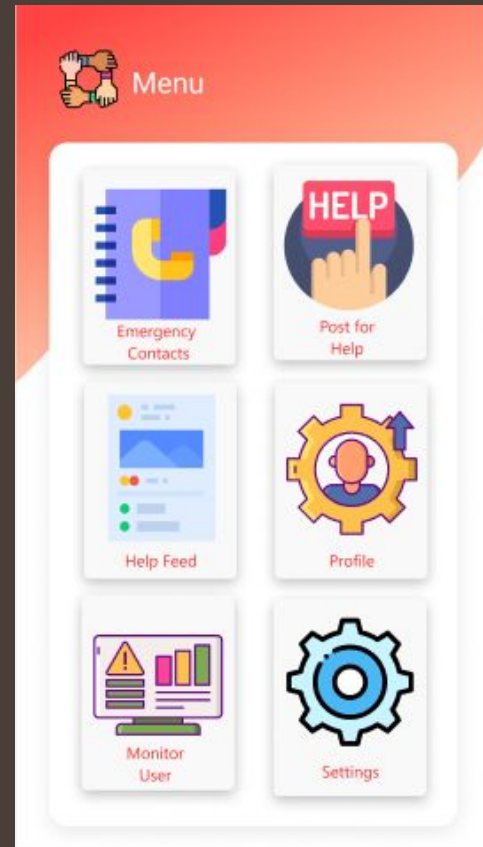 Menu
HELP
Emergency
Contacts
Post for
Help
Help Feed
Profile
Monitor
User
Settings